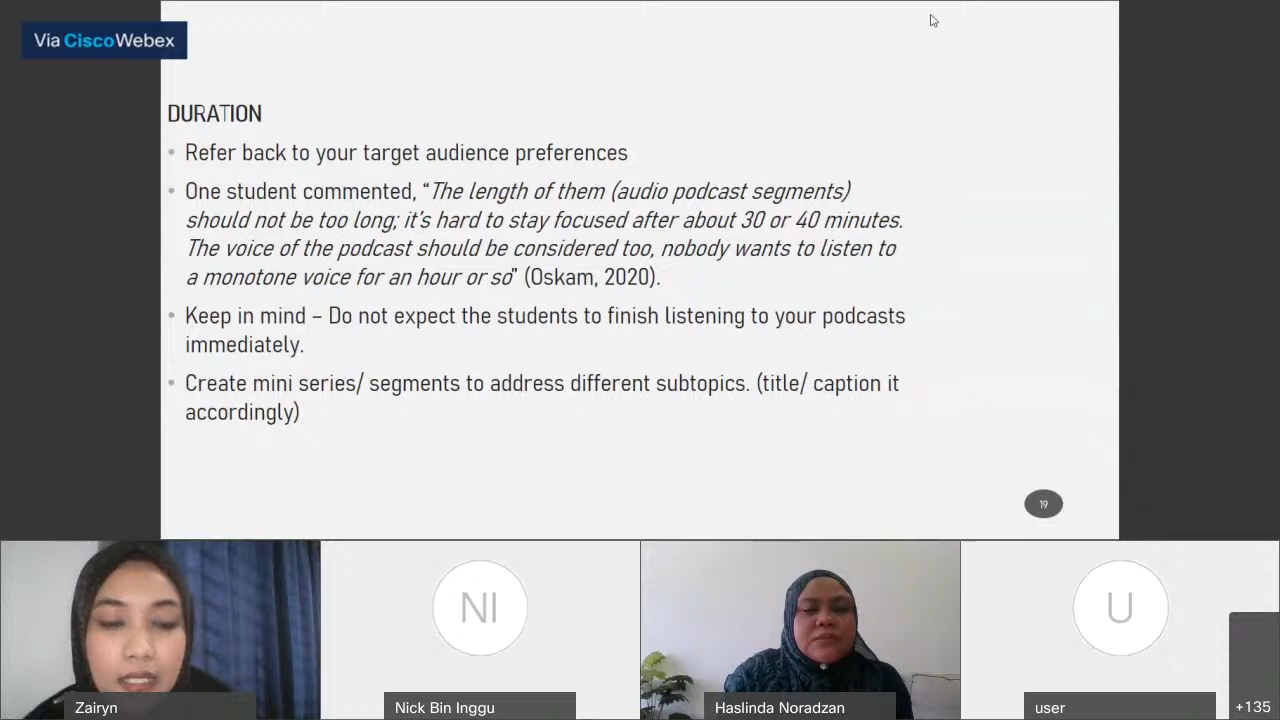 Via CiscoWebex
DURATION
• Refer back to your target audience preferences
• One student commented, “The length of them (audio podcast segments)
should not be too long; it’s hard to stay focused after about 30 or 40 minutes.
The voice of the podcast should be considered too, nobody wants to listen to
a monotone voice for an hour or so” (Oskam, 2020).
• Keep in mind – Do not expect the students to finish listening to your podcasts
immediately.
• Create mini series/ segments to address different subtopics. (title/ caption it
accordingly)
19
NI
U
Zairyn
Nick Bin Inggu
Haslinda Noradzan
user
+135